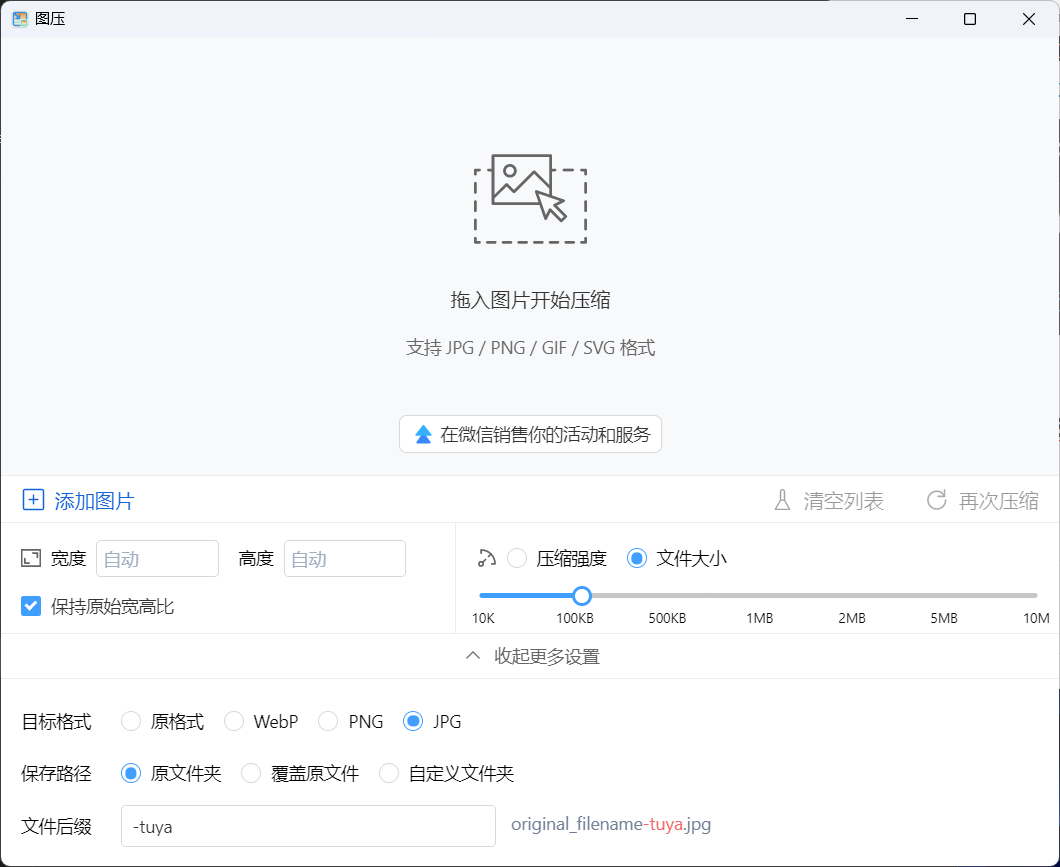 图压
拖入图片开始压缩
支持 JPG / PNG / GIF / SVG 格式
在微信销售你的活动和服务
添加图片 清空列表 再次压缩
宽度 自动 高度 自动 压缩强度 文件大小
保持原始宽高比
10K 100KB 500KB 1MB 2MB 5MB 10M
收起更多设置
目标格式 原格式 WebP PNG JPG
保存路径 原文件夹 覆盖原文件 自定义文件夹
文件后缀 -tuya original_filename-tuya.jpg